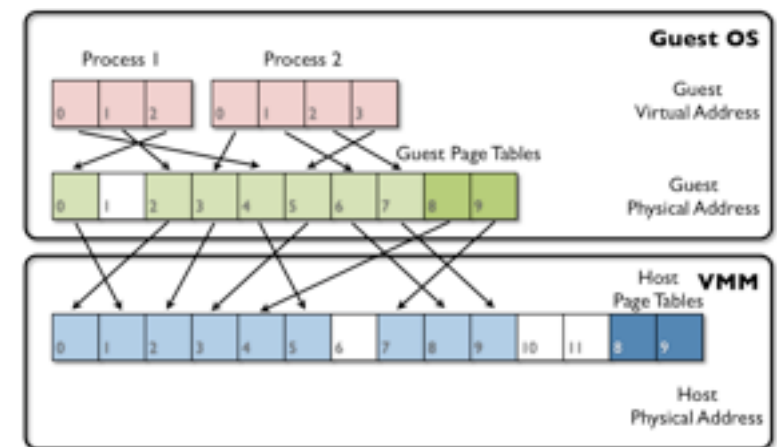 Guest OS
Process 1
Process 2
Guest
Virtual Address
0 1 2
0 1 2 3
Guest Page Tables
Guest
Physical Address
0 1 2 3 4 5 6 7 8 9
Host
Page Tables
VMM
0 1 2 3 4 5 6 7 8 9 10 11 8 9
Host
Physical Address